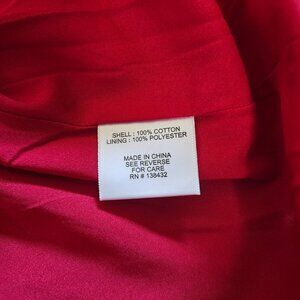 SHELL : 100% COTTON
LINING : 100% POLYESTER
MADE IN CHINA
SEE REVERSE
FOR CARE
RN # 138432